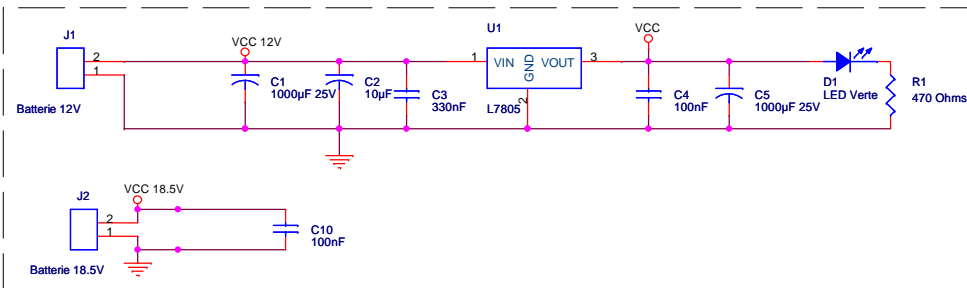 J1
2
1
Batterie 12V
VCC 12V
C1
1000µF 25V
C2
10µF
C3
330nF
U1
1
VIN
GND
VOUT
3
2
L7805
VCC
C4
100nF
C5
1000µF 25V
D1
LED Verte
R1
470 Ohms
J2
2
1
Batterie 18.5V
VCC 18.5V
C10
100nF